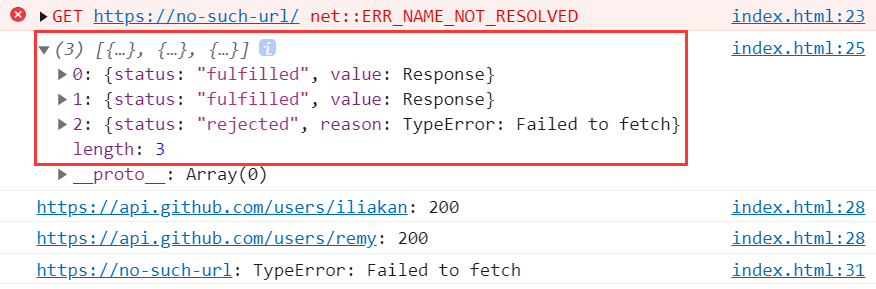 GET https://no-such-url/ net::ERR_NAME_NOT_RESOLVED index.html:23
(3) [{…}, {…}, {…}] i index.html:25
0: {status: "fulfilled", value: Response}
1: {status: "fulfilled", value: Response}
2: {status: "rejected", reason: TypeError: Failed to fetch}
length: 3
__proto__: Array(0)
https://api.github.com/users/iliakan: 200 index.html:28
https://api.github.com/users/remy: 200 index.html:28
https://no-such-url: TypeError: Failed to fetch index.html:31